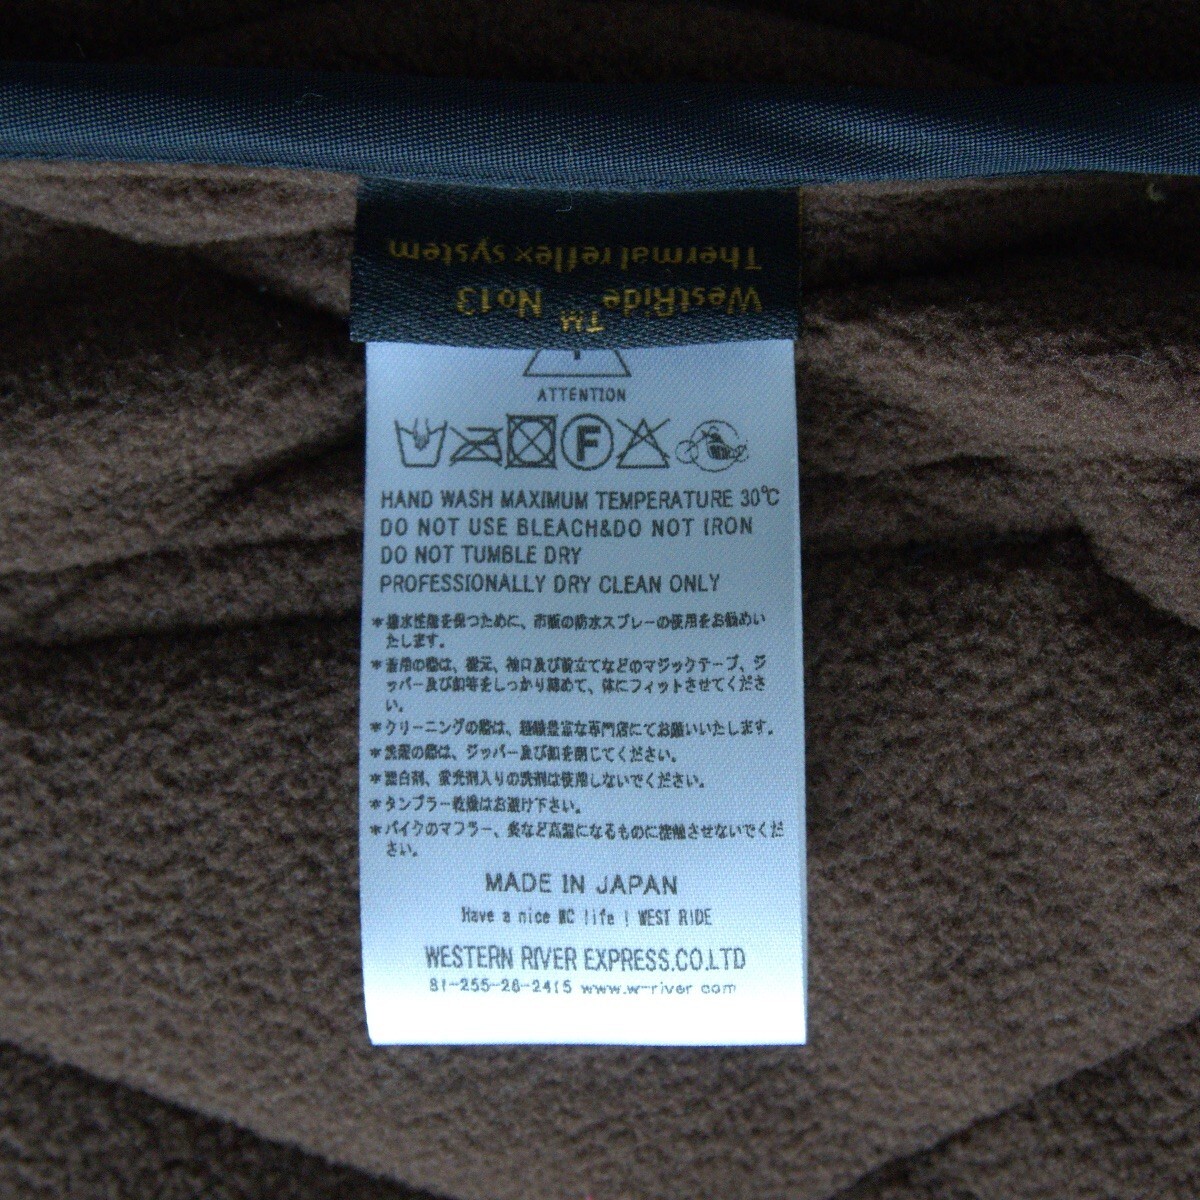 Thermal reflex system
WestRide™ No13
ATTENTION
F
HAND WASH MAXIMUM TEMPERATURE 30℃
DO NOT USE BLEACH&DO NOT IRON
DO NOT TUMBLE DRY
PROFESSIONALLY DRY CLEAN ONLY
*撥水性能を保つために、市販の防水スプレーの使用をお勧めい
たします。
*着用の際は、襟元、袖口及び前立てなどのマジックテープ、ジ
ッパー及び釦等をしっかり締めて、体にフィットさせてくださ
い。
*クリーニングの際は、経験豊富な専門店にてお願いいたします。
*洗濯の際は、ジッパー及び釦を閉じてください。
*漂白剤、蛍光剤入りの洗剤は使用しないでください。
*タンブラー乾燥はお避け下さい。
*バイクのマフラー、炎など高温になるものに接触させないでくだ
さい。
MADE IN JAPAN
Have a nice MC life! WEST RIDE
WESTERN RIVER EXPRESS.CO.LTD
81-255-26-2415 www.w-river com